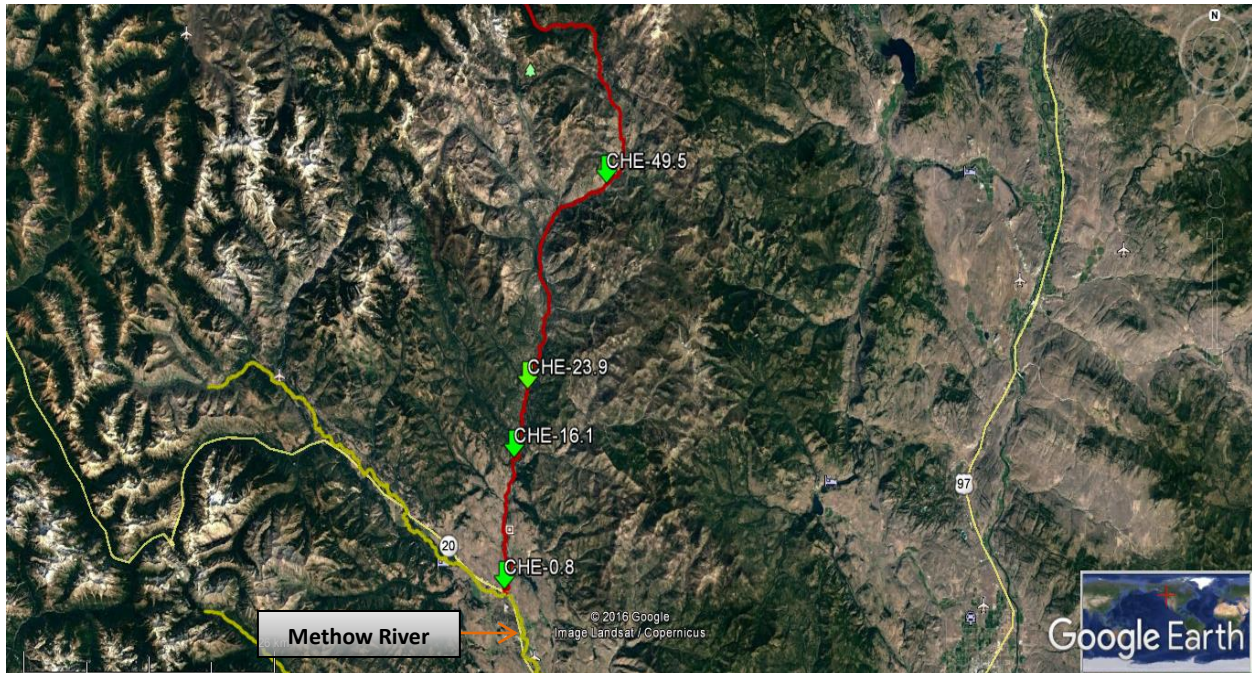 N
CHE-49.5
CHE-23.9
CHE-16.1
97
20
CHE-0.8
© 2016 Google
Image Landsat / Copernicus
Methow River
Google Earth